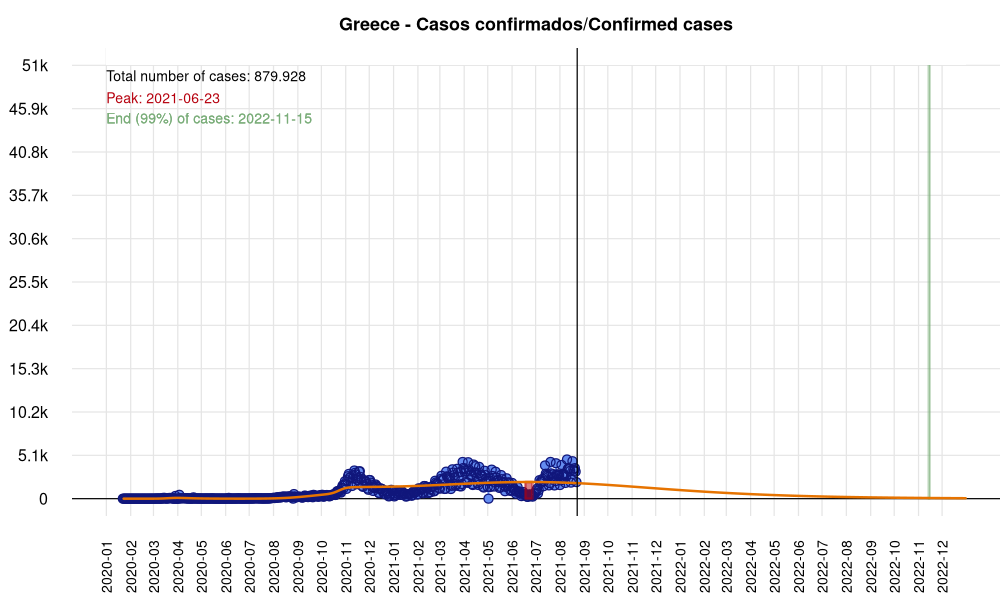 Greece - Casos confirmados/Confirmed cases
Total number of cases: 879.928
Peak: 2021-06-23
End (99%) of cases: 2022-11-15
51k
45.9k
40.8k
35.7k
30.6k
25.5k
20.4k
15.3k
10.2k
5.1k
0
2020-01
2020-02
2020-03
2020-04
2020-05
2020-06
2020-07
2020-08
2020-09
2020-10
2020-11
2020-12
2021-01
2021-02
2021-03
2021-04
2021-05
2021-06
2021-07
2021-08
2021-09
2021-10
2021-11
2021-12
2022-01
2022-02
2022-03
2022-04
2022-05
2022-06
2022-07
2022-08
2022-09
2022-10
2022-11
2022-12